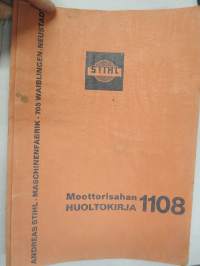 STIHL
Moottorisahan
HUOLTOKIRJA 1108
ANDREAS STIHL - MASCHINENFABRIK - 705 WAIBLINGEN-NEUSTADT